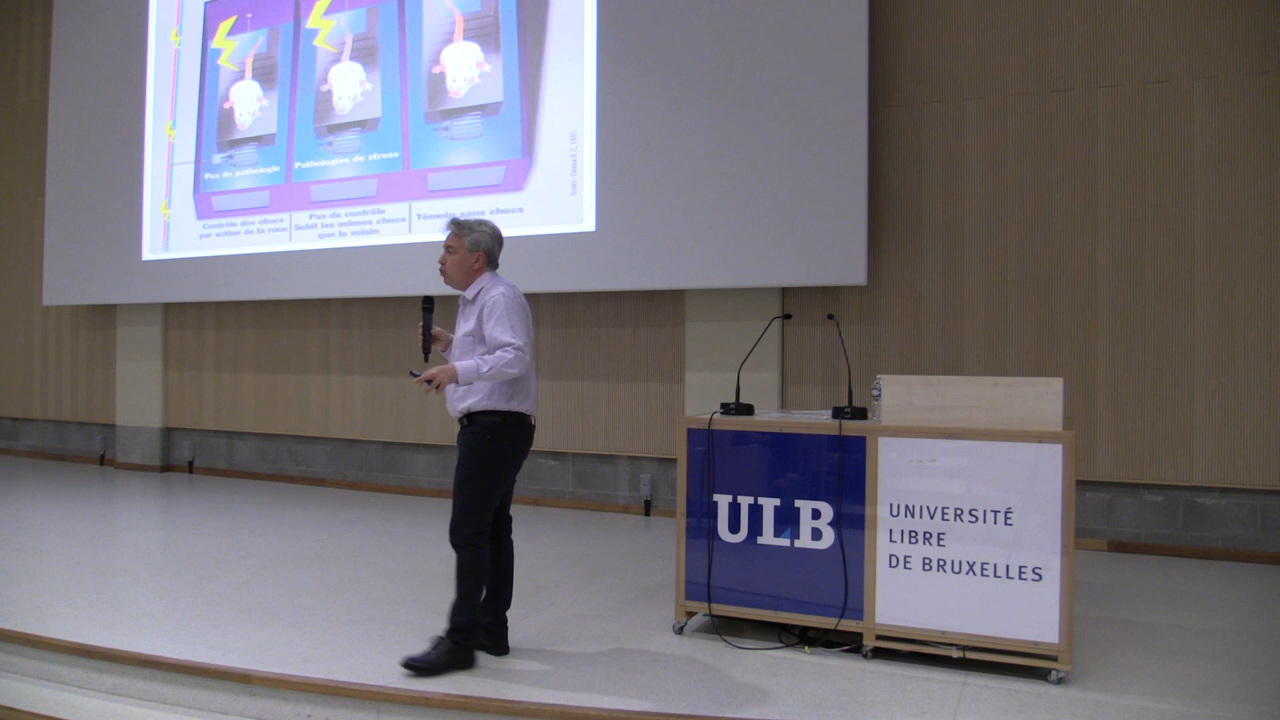 Pas de pathologie
Pathologies de stress
Contrôle des chocs
par action de la roue
Pas de contrôle
Subit les mêmes chocs
que le voisin
Témoin sans chocs
ULB
UNIVERSITÉ
LIBRE
DE BRUXELLES